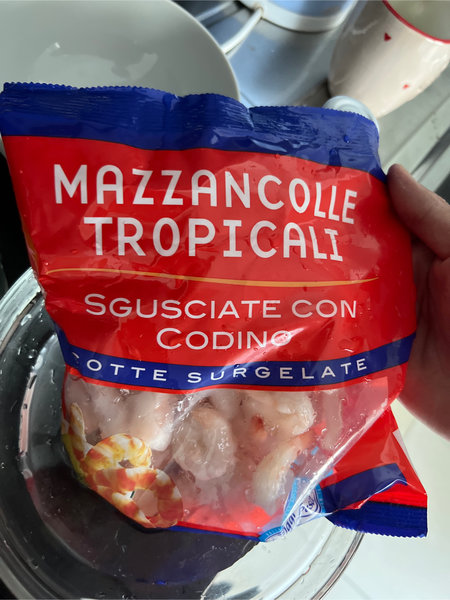 MAZZANCOLLE
TROPICALI
SGUSCIATE CON
CODINO
COTTE SURGELATE